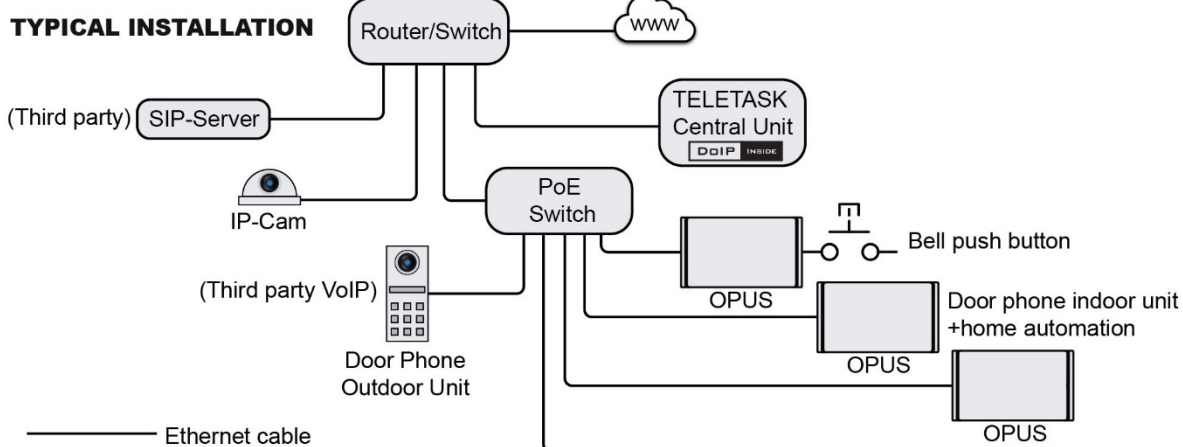 TYPICAL INSTALLATION
Router/Switch
www
(Third party)
SIP-Server
TELETASK
Central Unit
DoIP INSIDE
IP-Cam
PoE
Switch
Bell push button
OPUS
(Third party VoIP)
Door Phone
Outdoor Unit
Door phone indoor unit
+home automation
OPUS
OPUS
Ethernet cable